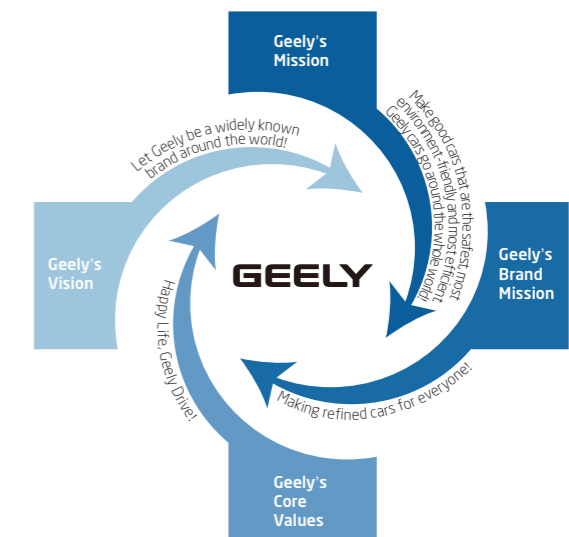 Geely's
Mission
Make good cars that are the safest, most
environment-friendly and most efficient.
Geely cars go around the whole world!
Let Geely be a widely known
brand around the world!
Geely's
Vision
GEELY
Geely's
Brand
Mission
Happy Life, Geely Drive!
Making refined cars for everyone!
Geely's
Core
Values